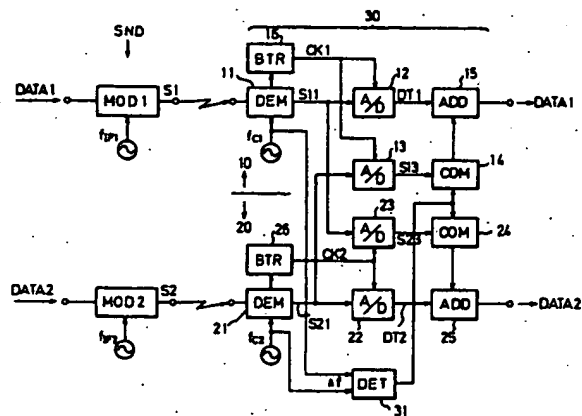 30
SND
16
BTR
CK1
11
12
15
DATA1
MOD1
S1
DEM
S11
A/D
DT1
ADD
DATA1
fIF1
fC1
13
A/D
S13
14
COM
10
20
23
A/D
S23
COM
24
26
BTR
CK2
DATA2
MOD2
S2
DEM
21
S21
A/D
22
DT2
ADD
25
DATA2
fIF2
fC2
Δf
DET
31